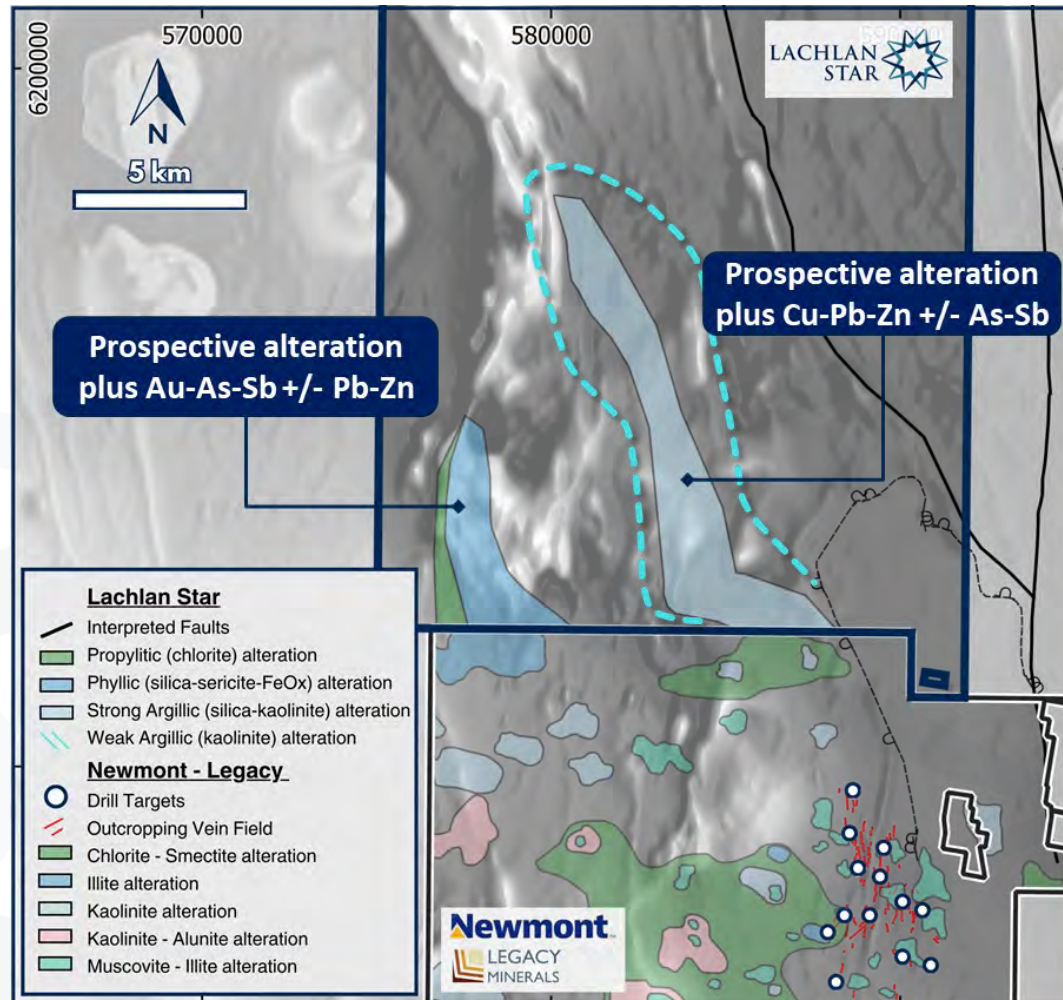 570000
580000
590000
6200000
LACHLAN
STAR
N
5 km
Prospective alteration
plus Cu-Pb-Zn +/- As-Sb
Prospective alteration
plus Au-As-Sb +/- Pb-Zn
Lachlan Star
Interpreted Faults
Propylitic (chlorite) alteration
Phyllic (silica-sericite-FeOx) alteration
Strong Argillic (silica-kaolinite) alteration
Weak Argillic (kaolinite) alteration
Newmont - Legacy
Drill Targets
Outcropping Vein Field
Chlorite - Smectite alteration
Illite alteration
Kaolinite alteration
Kaolinite - Alunite alteration
Muscovite - Illite alteration
Newmont
LEGACY
MINERALS